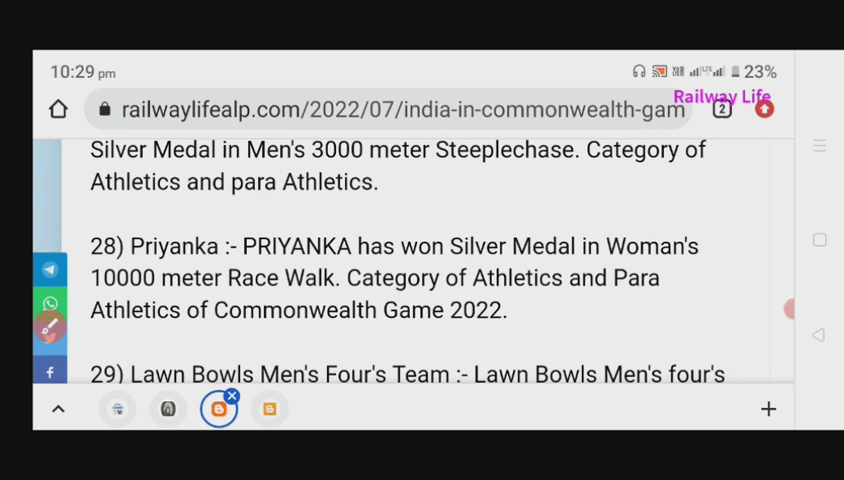 10:29 pm
23%
Railway Life
railwaylifealp.com/2022/07/india-in-commonwealth-gam
2
Silver Medal in Men's 3000 meter Steeplechase. Category of
Athletics and para Athletics.
28) Priyanka :- PRIYANKA has won Silver Medal in Woman's
10000 meter Race Walk. Category of Athletics and Para
Athletics of Commonwealth Game 2022.
29) Lawn Bowls Men's Four's Team :- Lawn Bowls Men's four's